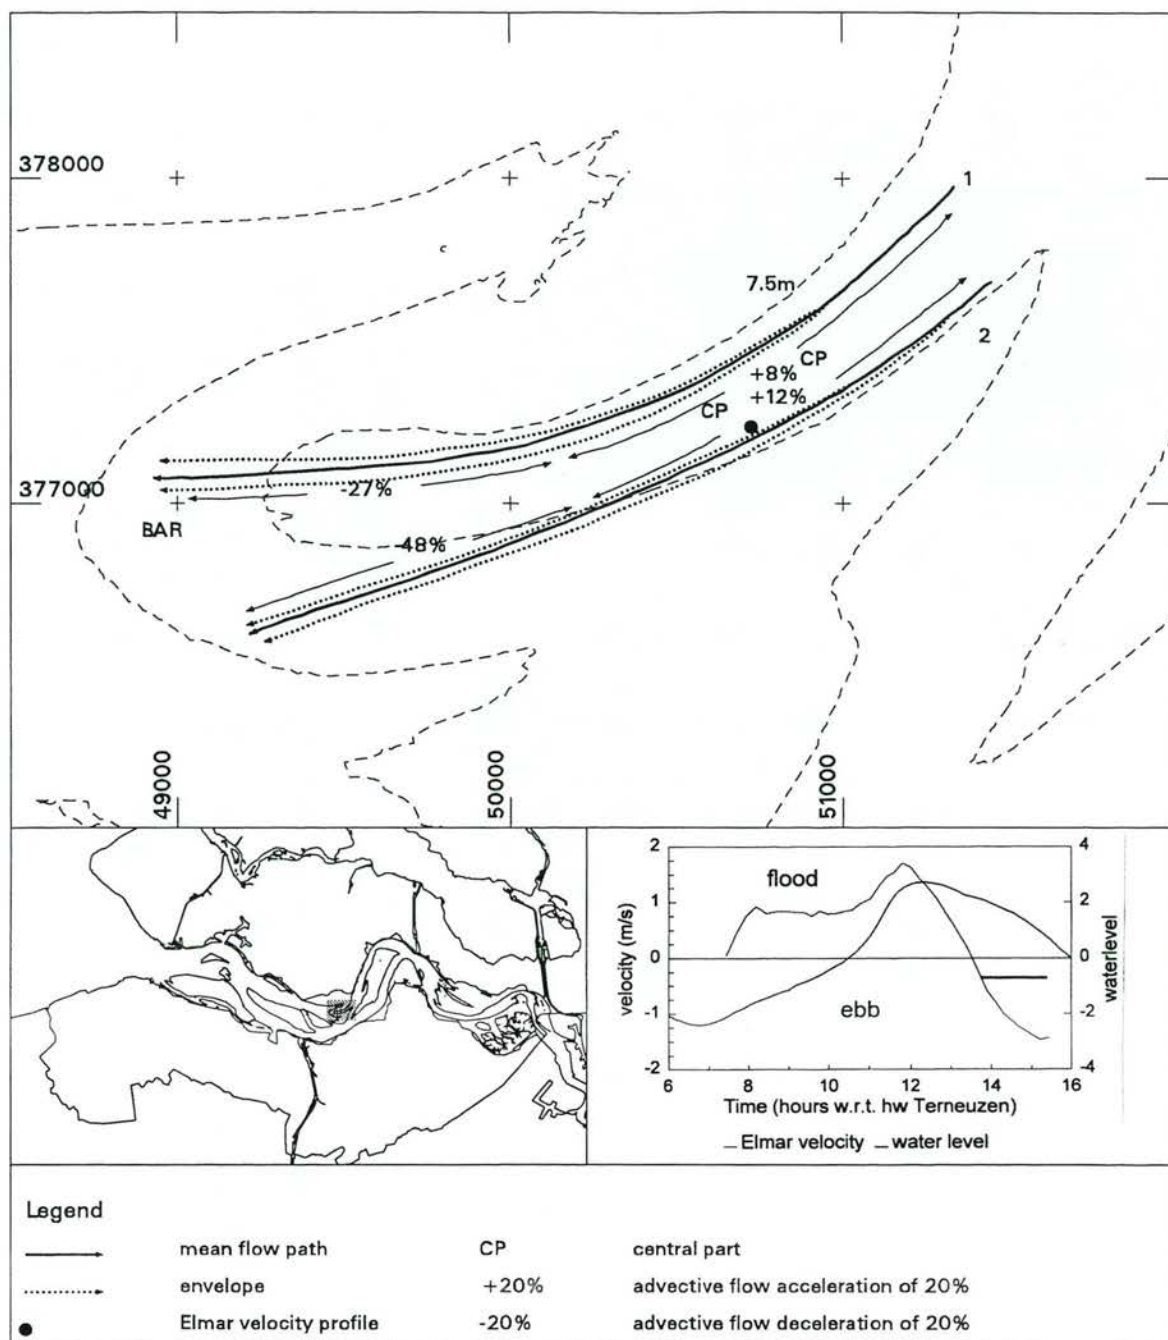 378000
1
7.5m
2
CP
+8%
CP
+12%
377000
-27%
BAR
-48%
49000
50000
51000
2
4
flood
1
2
velocity (m/s)
0
0
waterlevel
ebb
-1
-2
-2
-4
6
8
10
12
14
16
Time (hours w.r.t. hw Terneuzen)
Elmar velocity
water level
Legend
mean flow path CP central part
envelope +20% advective flow acceleration of 20%
Elmar velocity profile -20% advective flow deceleration of 20%